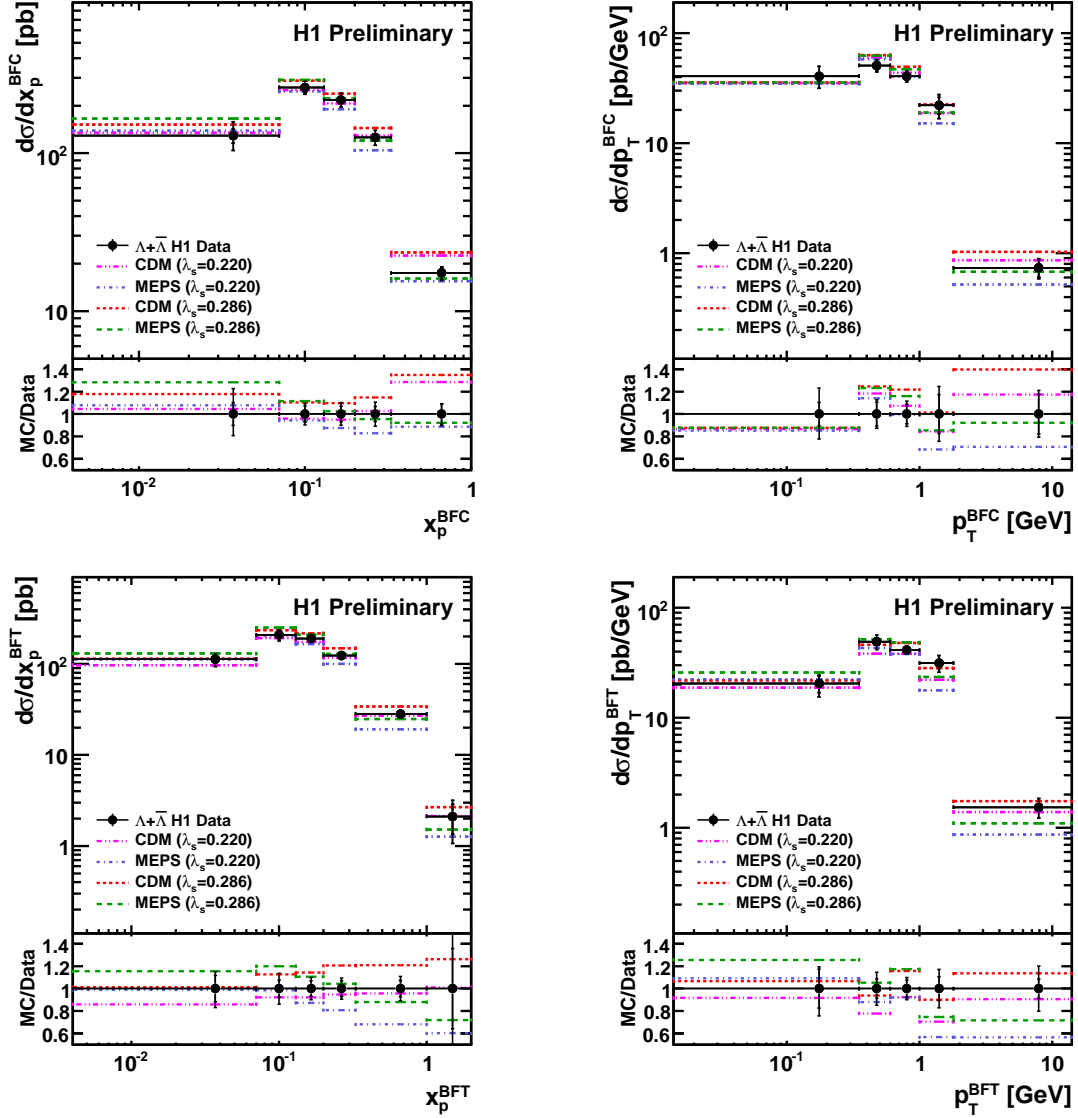 H1 Preliminary
dσ/dx_p^BFC [pb]
10^2
10
Λ+Λ̅ H1 Data
CDM (λ_s=0.220)
MEPS (λ_s=0.220)
CDM (λ_s=0.286)
MEPS (λ_s=0.286)
MC/Data
1.4
1.2
1
0.8
0.6
10^-2 10^-1 1
x_p^BFC
H1 Preliminary
dσ/dp_T^BFC [pb/GeV]
10^2
10
1
Λ+Λ̅ H1 Data
CDM (λ_s=0.220)
MEPS (λ_s=0.220)
CDM (λ_s=0.286)
MEPS (λ_s=0.286)
MC/Data
1.4
1.2
1
0.8
0.6
10^-1 1 10
p_T^BFC [GeV]
H1 Preliminary
dσ/dx_p^BFT [pb]
10^2
10
1
Λ+Λ̅ H1 Data
CDM (λ_s=0.220)
MEPS (λ_s=0.220)
CDM (λ_s=0.286)
MEPS (λ_s=0.286)
MC/Data
1.4
1.2
1
0.8
0.6
10^-2 10^-1 1
x_p^BFT
H1 Preliminary
dσ/dp_T^BFT [pb/GeV]
10^2
10
1
Λ+Λ̅ H1 Data
CDM (λ_s=0.220)
MEPS (λ_s=0.220)
CDM (λ_s=0.286)
MEPS (λ_s=0.286)
MC/Data
1.4
1.2
1
0.8
0.6
10^-1 1 10
p_T^BFT [GeV]